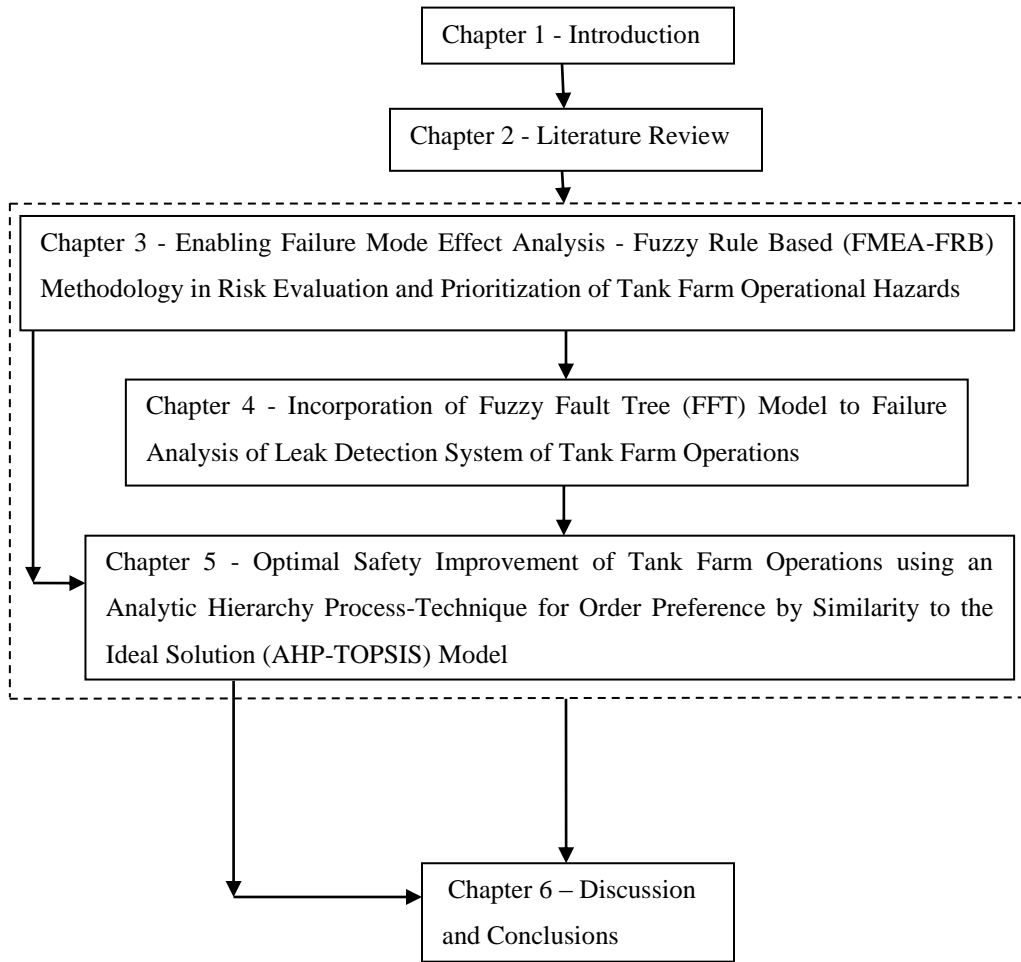 Chapter 1 - Introduction
Chapter 2 - Literature Review
Chapter 3 - Enabling Failure Mode Effect Analysis - Fuzzy Rule Based (FMEA-FRB)
Methodology in Risk Evaluation and Prioritization of Tank Farm Operational Hazards
Chapter 4 - Incorporation of Fuzzy Fault Tree (FFT) Model to Failure
Analysis of Leak Detection System of Tank Farm Operations
Chapter 5 - Optimal Safety Improvement of Tank Farm Operations using an
Analytic Hierarchy Process-Technique for Order Preference by Similarity to the
Ideal Solution (AHP-TOPSIS) Model
Chapter 6 – Discussion
and Conclusions